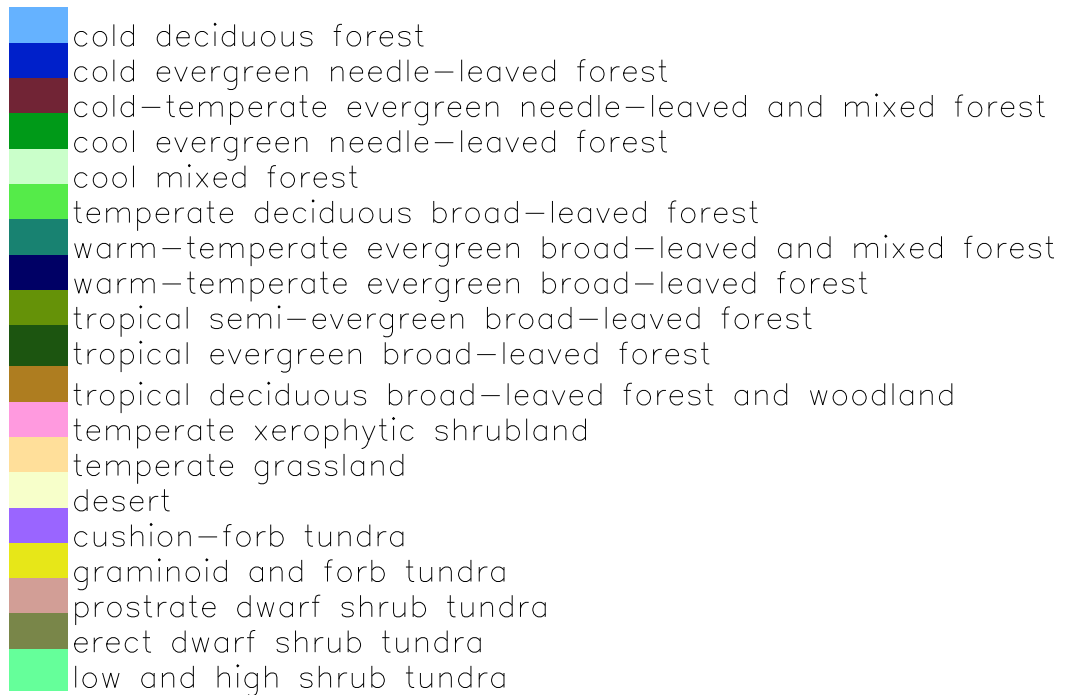 cold deciduous forest
cold evergreen needle-leaved forest
cold-temperate evergreen needle-leaved and mixed forest
cool evergreen needle-leaved forest
cool mixed forest
temperate deciduous broad-leaved forest
warm-temperate evergreen broad-leaved and mixed forest
warm-temperate evergreen broad-leaved forest
tropical semi-evergreen broad-leaved forest
tropical evergreen broad-leaved forest
tropical deciduous broad-leaved forest and woodland
temperate xerophytic shrubland
temperate grassland
desert
cushion-forb tundra
graminoid and forb tundra
prostrate dwarf shrub tundra
erect dwarf shrub tundra
low and high shrub tundra